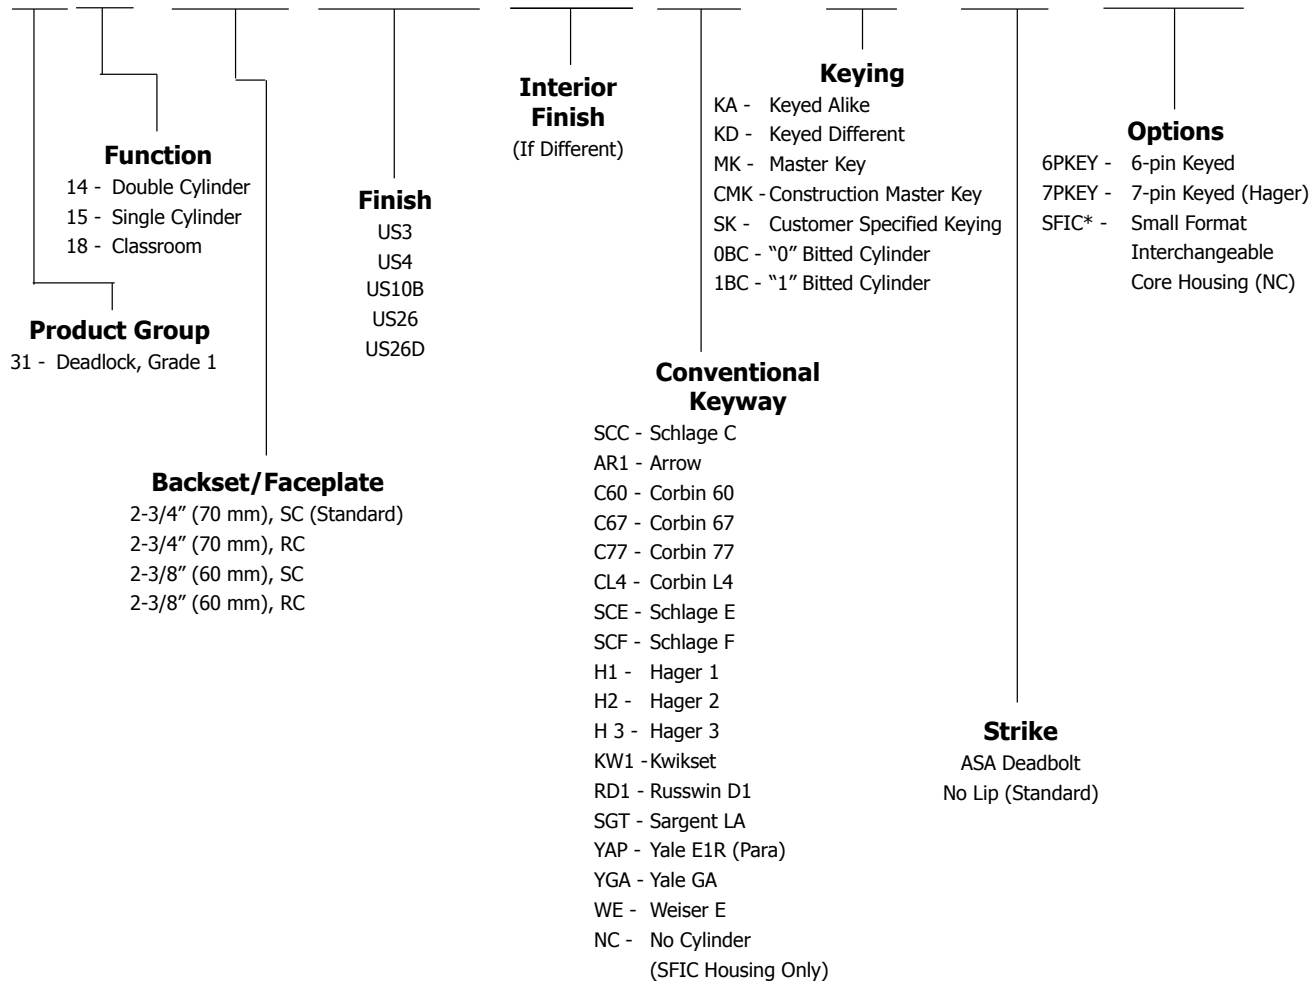 Function
14 - Double Cylinder
15 - Single Cylinder
18 - Classroom
Product Group
31 - Deadlock, Grade 1
Backset/Faceplate
2-3/4” (70 mm), SC (Standard)
2-3/4” (70 mm), RC
2-3/8” (60 mm), SC
2-3/8” (60 mm), RC
Finish
US3
US4
US10B
US26
US26D
Interior
Finish
(If Different)
Conventional
Keyway
SCC - Schlage C
AR1 - Arrow
C60 - Corbin 60
C67 - Corbin 67
C77 - Corbin 77
CL4 - Corbin L4
SCE - Schlage E
SCF - Schlage F
H1 - Hager 1
H2 - Hager 2
H 3 - Hager 3
KW1 - Kwikset
RD1 - Russwin D1
SGT - Sargent LA
YAP - Yale E1R (Para)
YGA - Yale GA
WE - Weiser E
NC - No Cylinder
(SFIC Housing Only)
Keying
KA - Keyed Alike
KD - Keyed Different
MK - Master Key
CMK - Construction Master Key
SK - Customer Specified Keying
0BC - “0” Bitted Cylinder
1BC - “1” Bitted Cylinder
Strike
ASA Deadbolt
No Lip (Standard)
Options
6PKEY - 6-pin Keyed
7PKEY - 7-pin Keyed (Hager)
SFIC* - Small Format
Interchangeable
Core Housing (NC)